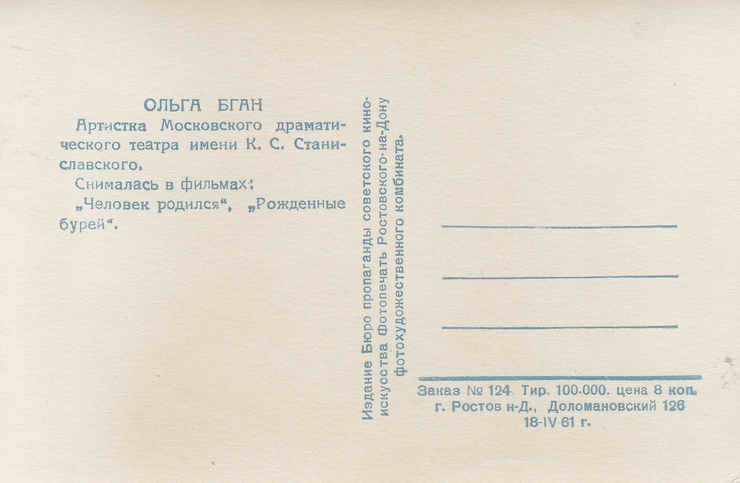 ОЛЬГА БГАН
Артистка Московского драмати-
ческого театра имени К. С. Стани-
славского.
Снималась в фильмах:
„Человек родился“, „Рожденные
бурей“.
Издание Бюро пропаганды советского кино-
искусства Фотопечать Ростовского-на-Дону
фотохудожественного комбината.
Заказ № 124. Тир. 100.000. цена 8 коп.
г. Ростов н-Д., Доломановский 126
18-IV-61 г.